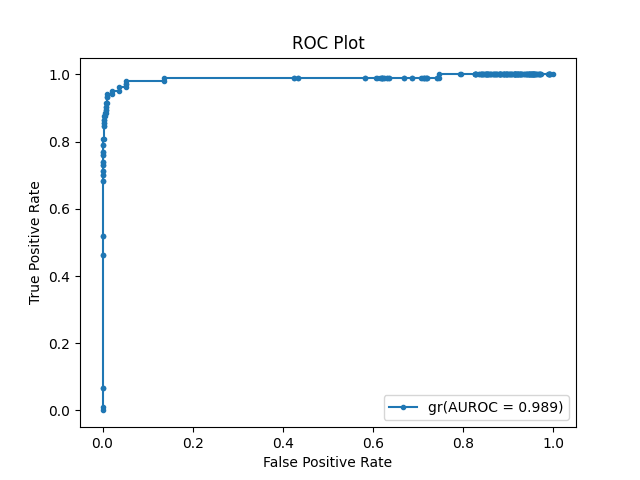 ROC Plot
True Positive Rate
1.0
0.8
0.6
0.4
0.2
0.0
gr(AUROC = 0.989)
0.0 0.2 0.4 0.6 0.8 1.0
False Positive Rate